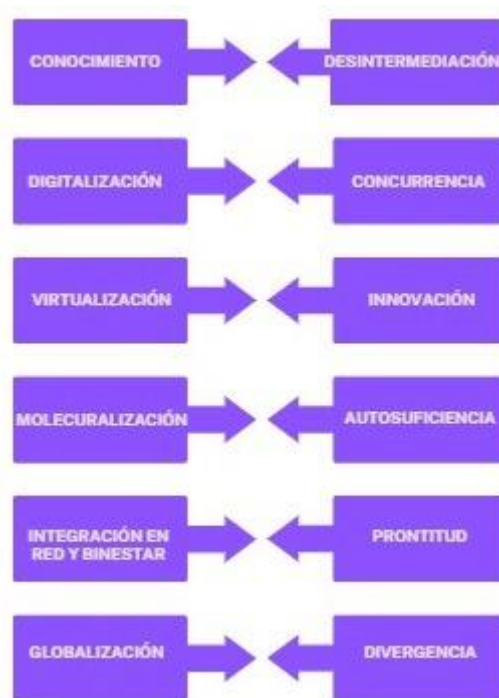 CONOCIMIENTO
DESINTERMEDIACIÓN
DIGITALIZACIÓN
CONCURRENCIA
VIRTUALIZACIÓN
INNOVACIÓN
MOLECURALIZACIÓN
AUTOSUFICIENCIA
INTEGRACIÓN EN
RED Y BINESTAR
PRONTITUD
GLOBALIZACIÓN
DIVERGENCIA